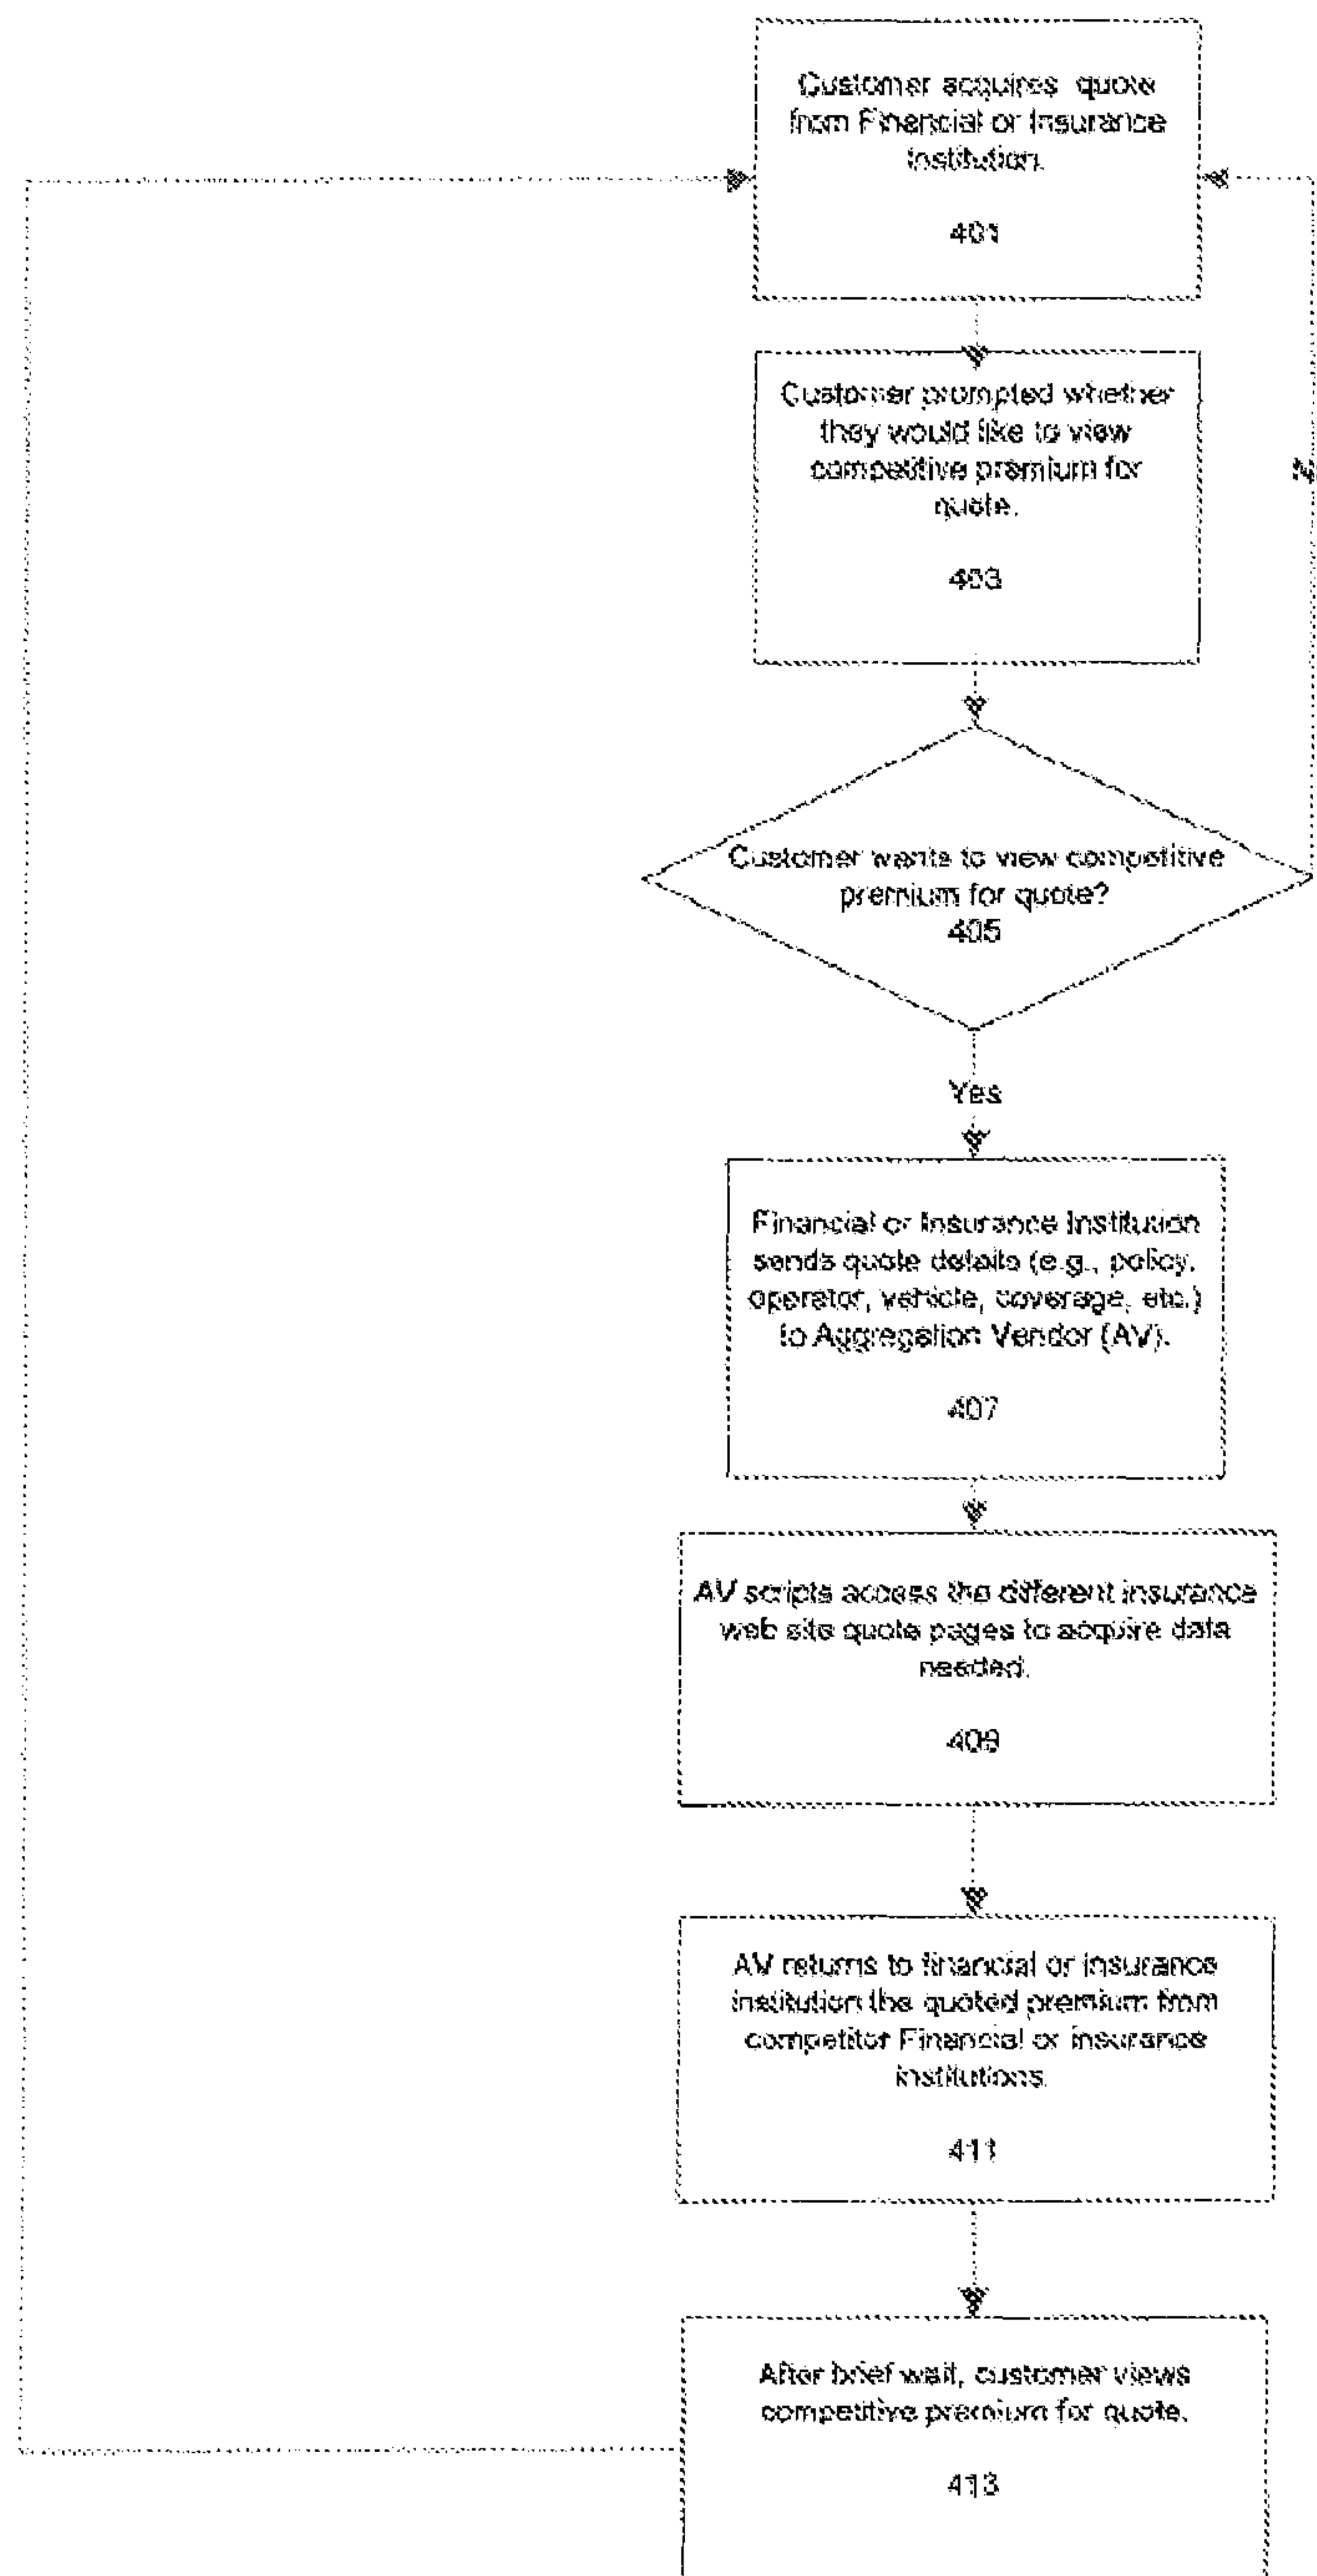 Customer acquires quote
from Financial or Insurance
Institution.
401
Customer prompted whether
they would like to view
competitive premium for
quote.
403
N
Customer wants to view competitive
premium for quote?
405
Yes
Financial or Insurance Institution
sends quote details (e.g., policy,
operator, vehicle, coverage, etc.)
to Aggregation Vendor (AV).
407
AV scripts access the different insurance
web site quote pages to acquire data
needed.
409
AV returns to financial or insurance
institution the quoted premium from
competitor Financial or insurance
institutions.
411
After brief wait, customer views
competitive premium for quote.
413